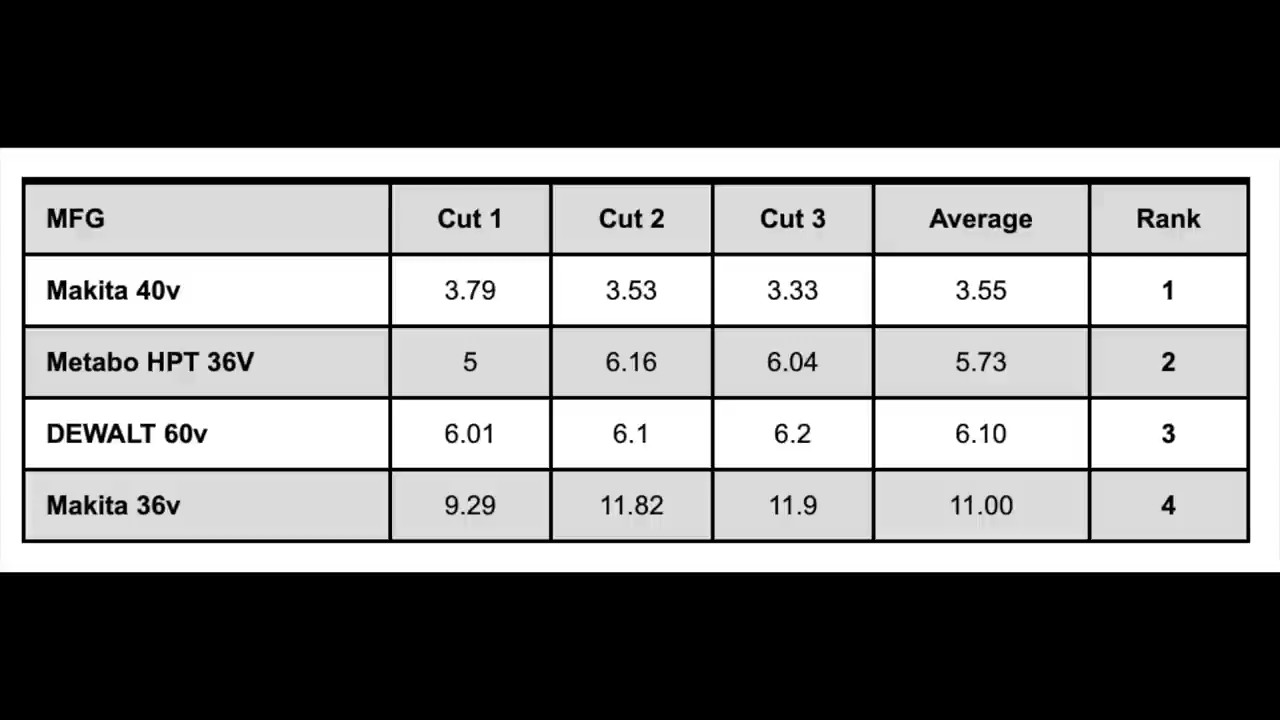 MFG Cut 1 Cut 2 Cut 3 Average Rank
Makita 40v 3.79 3.53 3.33 3.55 1
Metabo HPT 36V 5 6.16 6.04 5.73 2
DEWALT 60v 6.01 6.1 6.2 6.10 3
Makita 36v 9.29 11.82 11.9 11.00 4